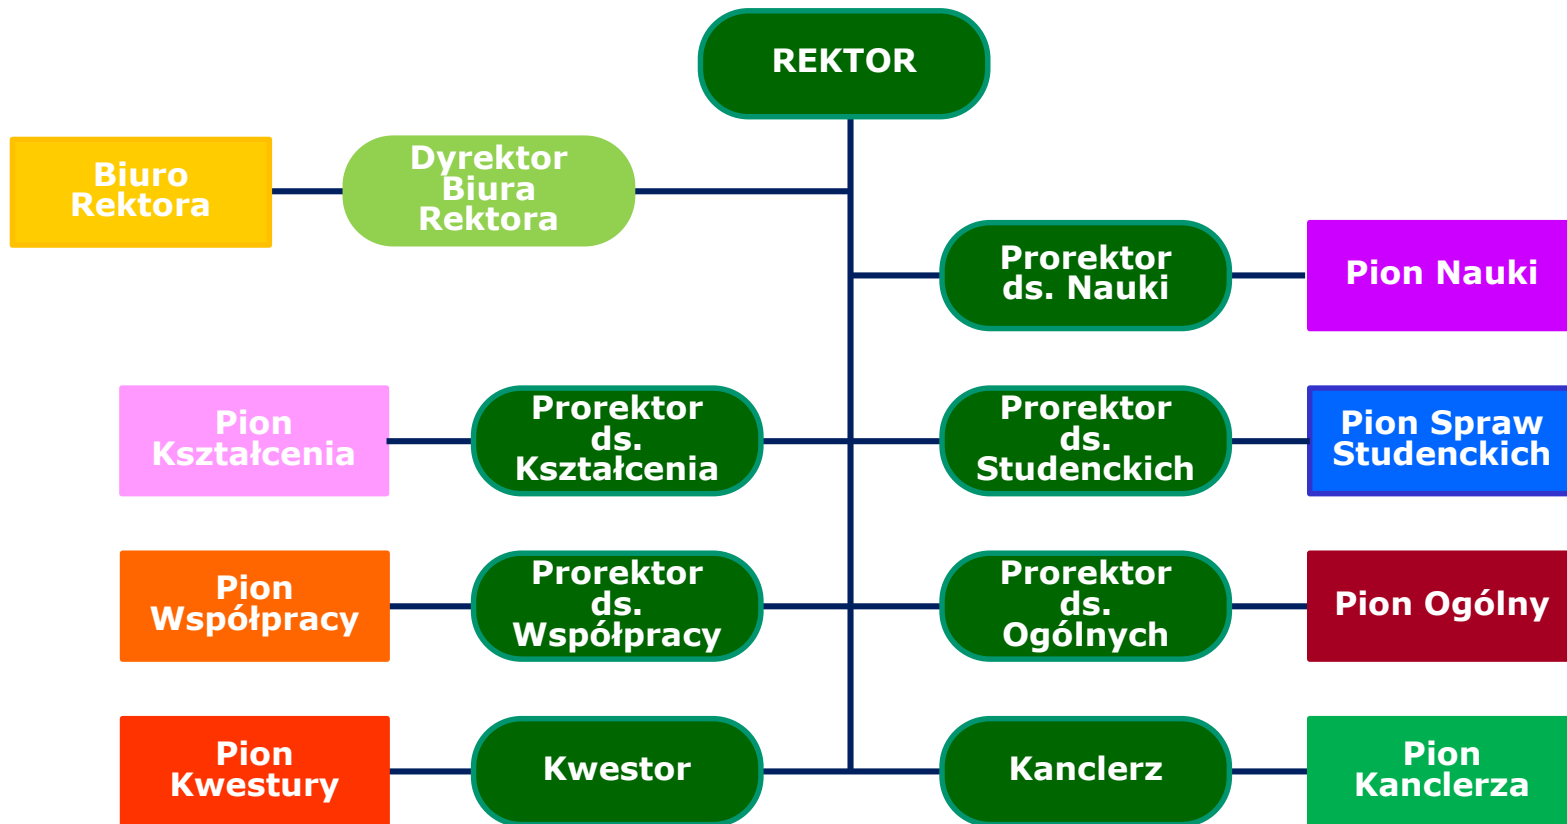 REKTOR
Biuro
Rektora
Dyrektor
Biura
Rektora
Prorektor
ds. Nauki
Pion Nauki
Pion
Kształcenia
Prorektor
ds.
Kształcenia
Prorektor
ds.
Studenckich
Pion Spraw
Studenckich
Pion
Współpracy
Prorektor
ds.
Współpracy
Prorektor
ds.
Ogólnych
Pion Ogólny
Pion
Kwestury
Kwestor
Kanclerz
Pion
Kanclerza